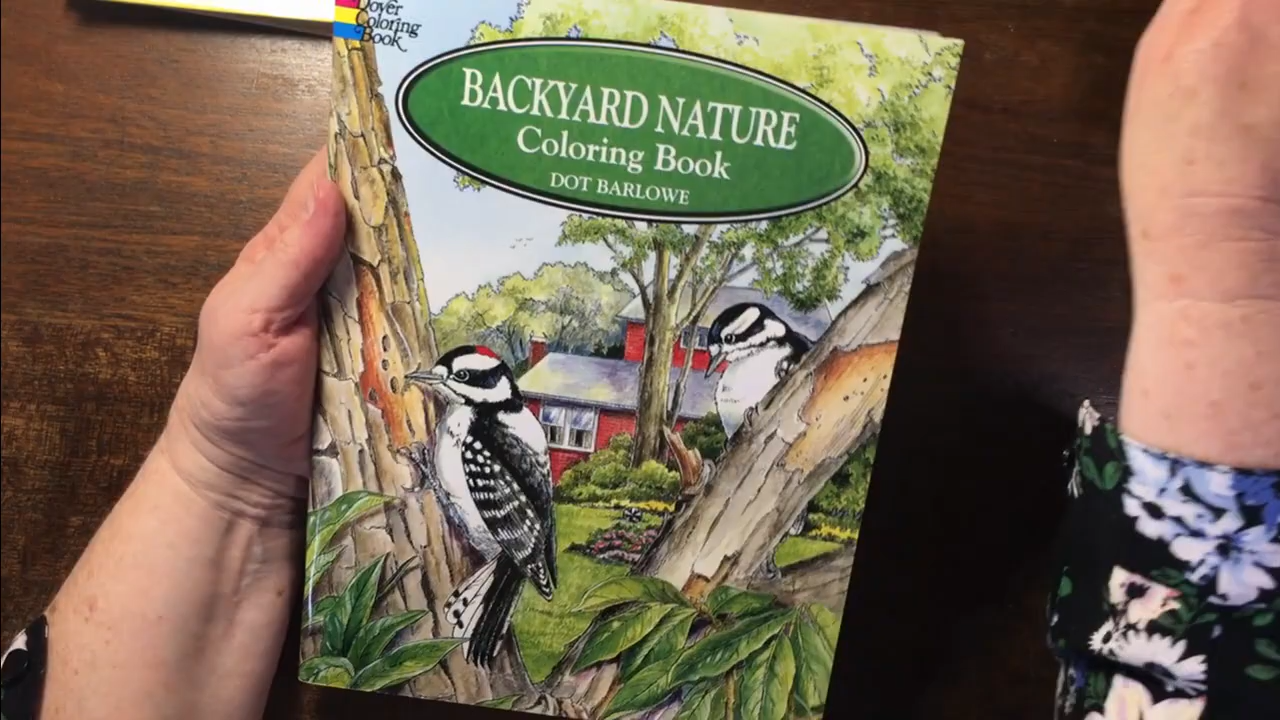 Dover
Coloring
Book
BACKYARD NATURE
Coloring Book
DOT BARLOWE